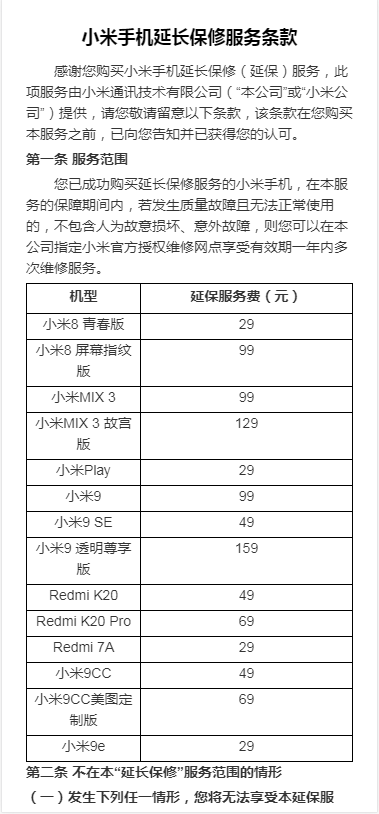 小米手机延长保修服务条款
感谢您购买小米手机延长保修（延保）服务，此
项服务由小米通讯技术有限公司（“本公司”或“小米公
司”）提供，请您敬请留意以下条款，该条款在您购买
本服务之前，已向您告知并已获得您的认可。
第一条 服务范围
您已成功购买延长保修服务的小米手机，在本服
务的保障期间内，若发生质量故障且无法正常使用
的，不包含人为故意损坏、意外故障，则您可以在本
公司指定小米官方授权维修网点享受有效期一年内多
次维修服务。
机型 延保服务费（元）
小米8 青春版 29
小米8 屏幕指纹 99
版
小米MIX 3 99
小米MIX 3 故宫 129
版
小米Play 29
小米9 99
小米9 SE 49
小米9 透明尊享 159
版
Redmi K20 49
Redmi K20 Pro 69
Redmi 7A 29
小米9CC 49
小米9CC美图定 69
制版
小米9e 29
第二条 不在本“延长保修”服务范围的情形
（一）发生下列任一情形，您将无法享受本延保服